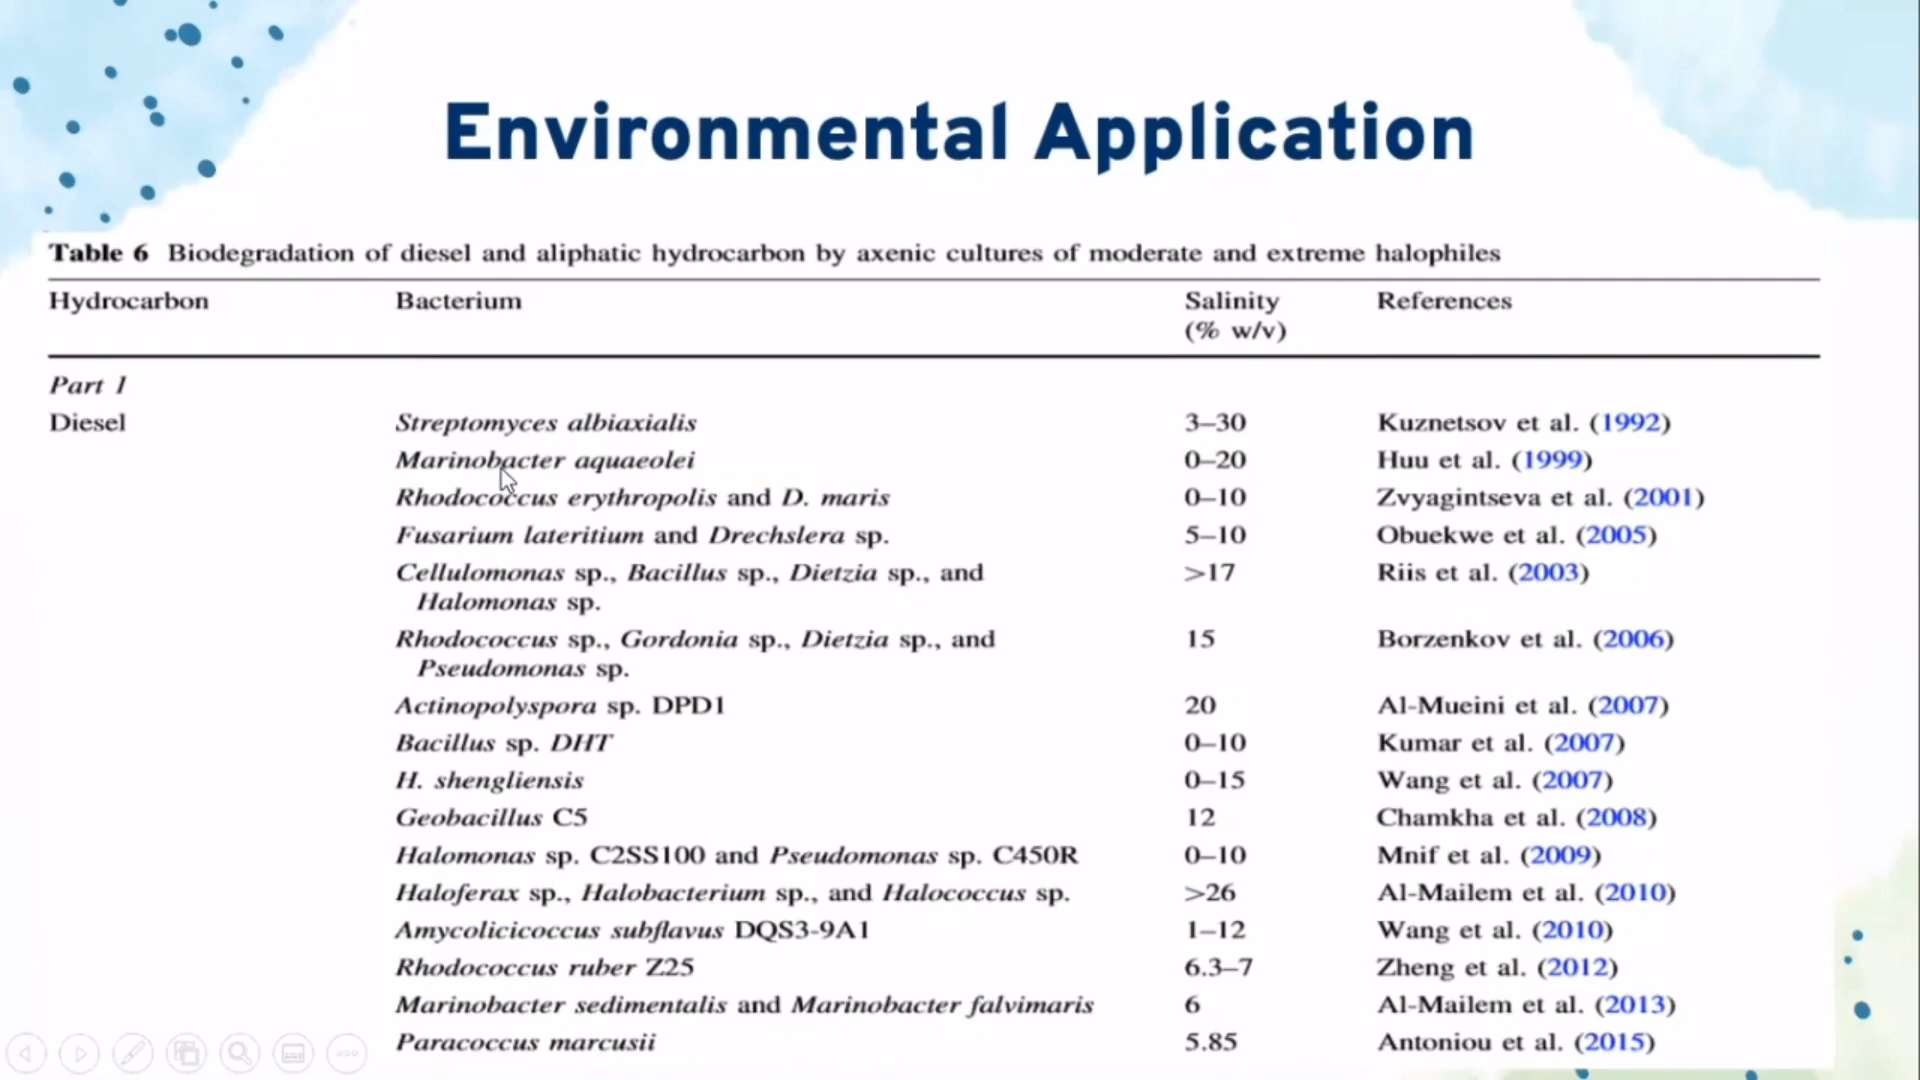 Environmental Application
Table 6 Biodegradation of diesel and aliphatic hydrocarbon by axenic cultures of moderate and extreme halophiles
Hydrocarbon Bacterium Salinity (% w/v) References
Part 1
Diesel Streptomyces albiaxialis 3–30 Kuznetsov et al. (1992)
Marinobacter aquaeolei 0–20 Huu et al. (1999)
Rhodococcus erythropolis and D. maris 0–10 Zvyagintseva et al. (2001)
Fusarium lateritium and Drechslera sp. 5–10 Obuekwe et al. (2005)
Cellulomonas sp., Bacillus sp., Dietzia sp., and >17 Riis et al. (2003)
Halomonas sp.
Rhodococcus sp., Gordonia sp., Dietzia sp., and 15 Borzenkov et al. (2006)
Pseudomonas sp.
Actinopolyspora sp. DPD1 20 Al-Mueini et al. (2007)
Bacillus sp. DHT 0–10 Kumar et al. (2007)
H. shengliensis 0–15 Wang et al. (2007)
Geobacillus C5 12 Chamkha et al. (2008)
Halomonas sp. C2SS100 and Pseudomonas sp. C450R 0–10 Mnif et al. (2009)
Haloferax sp., Halobacterium sp., and Halococcus sp. >26 Al-Mailem et al. (2010)
Amycolicicoccus subflavus DQS3-9A1 1–12 Wang et al. (2010)
Rhodococcus ruber Z25 6.3–7 Zheng et al. (2012)
Marinobacter sedimentalis and Marinobacter falvimaris 6 Al-Mailem et al. (2013)
Paracoccus marcusii 5.85 Antoniou et al. (2015)